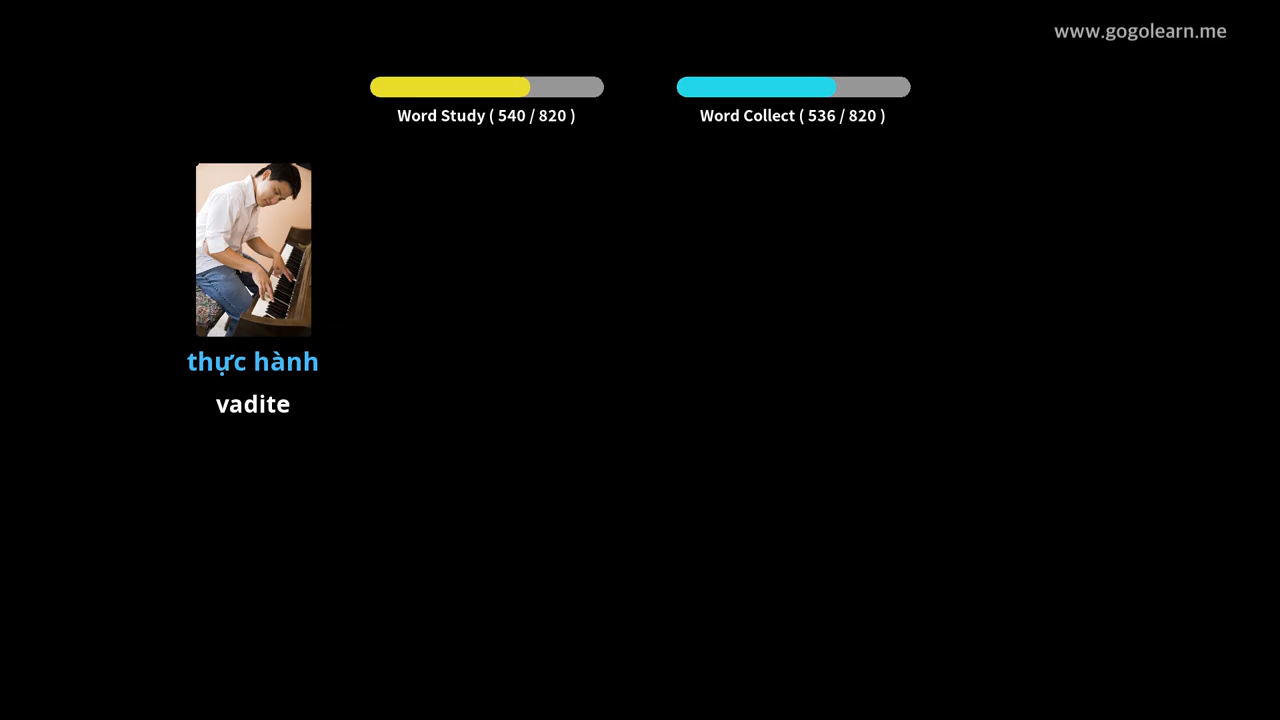 www.gogolearn.me
Word Study ( 540 / 820 )
Word Collect ( 536 / 820 )
thực hành
vadite